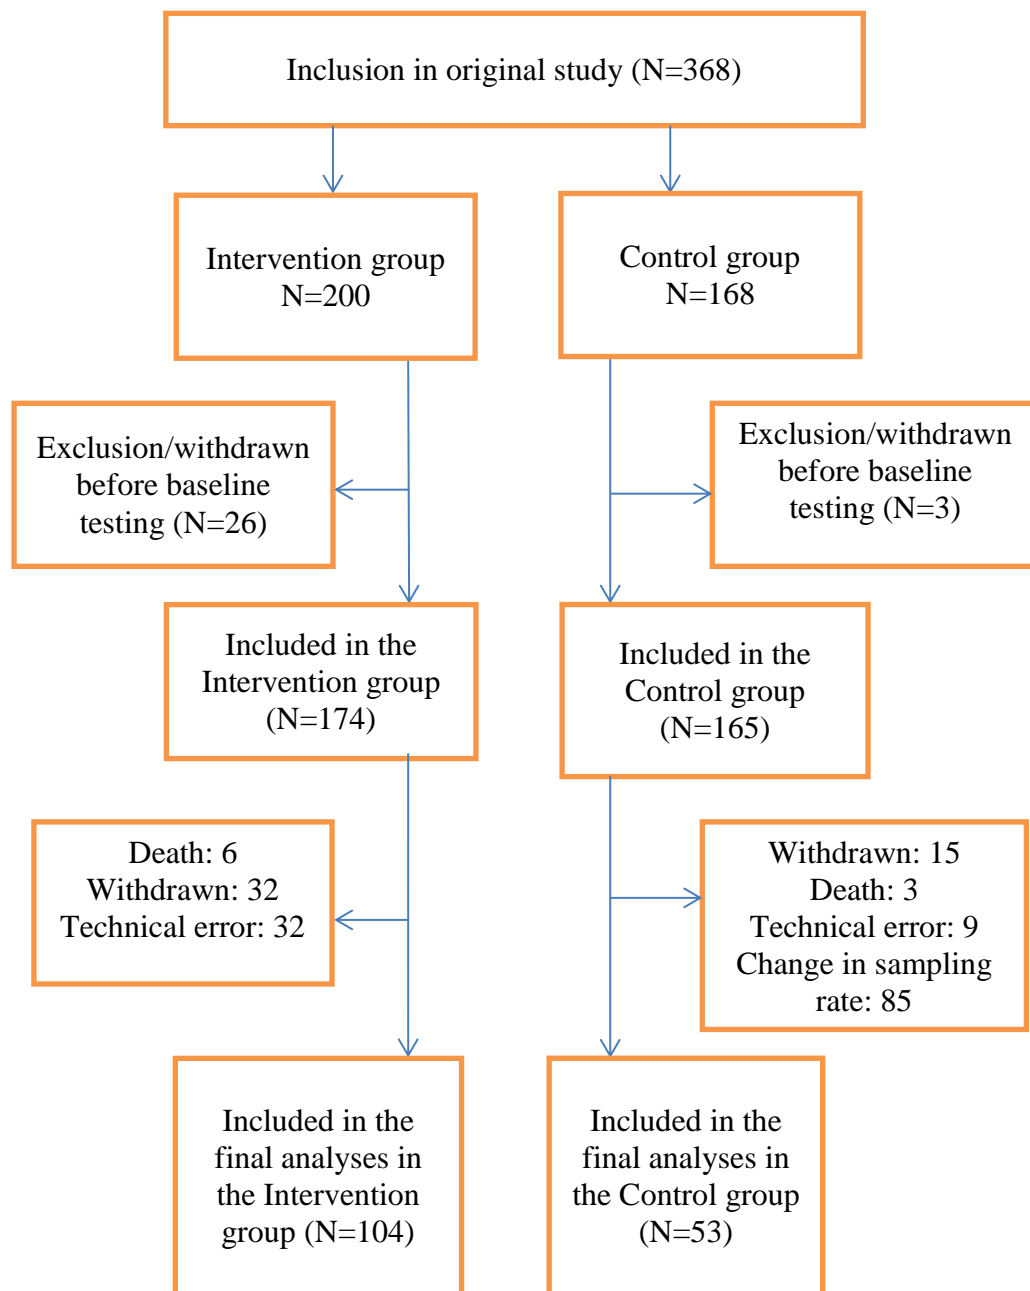 Inclusion in original study (N=368)
Intervention group
N=200
Control group
N=168
Exclusion/withdrawn
before baseline
testing (N=26)
Exclusion/withdrawn
before baseline
testing (N=3)
Included in the
Intervention group
(N=174)
Included in the
Control group
(N=165)
Death: 6
Withdrawn: 32
Technical error: 32
Withdrawn: 15
Death: 3
Technical error: 9
Change in sampling
rate: 85
Included in the
final analyses in
the Intervention
group (N=104)
Included in the
final analyses in
the Control group
(N=53)